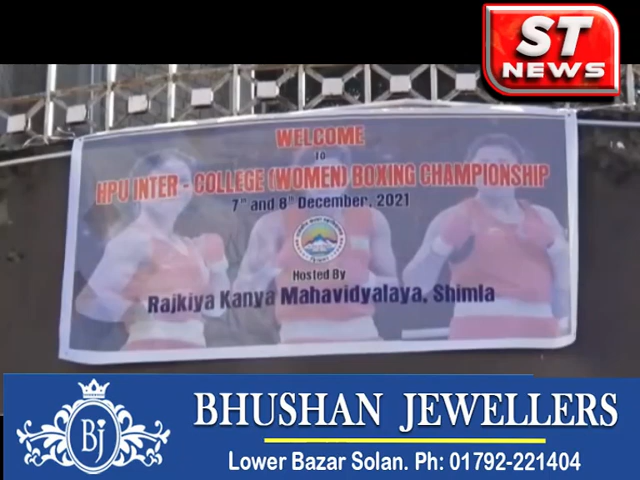 ST
NEWS
WELCOME
to
HPU INTER - COLLEGE (WOMEN) BOXING CHAMPIONSHIP
7th and 8th December, 2021
Hosted By
Rajkiya Kanya Mahavidyalaya, Shimla
Bj
BHUSHAN JEWELLERS
Lower Bazar Solan. Ph: 01792-221404